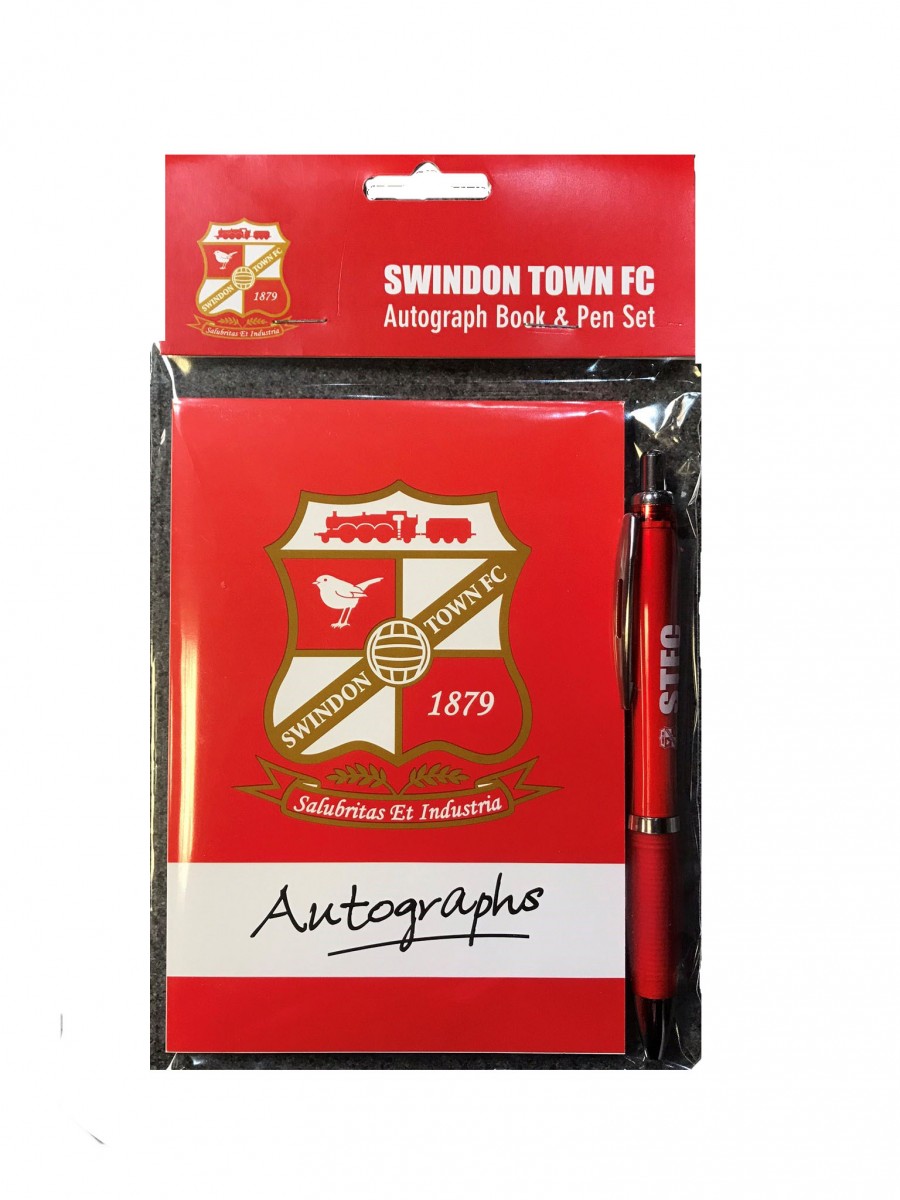 SWINDON TOWN FC
1879
Salubritas Et Industria
SWINDON TOWN FC
Autograph Book & Pen Set
SWINDON TOWN FC
1879
Salubritas Et Industria
Autographs
STFC